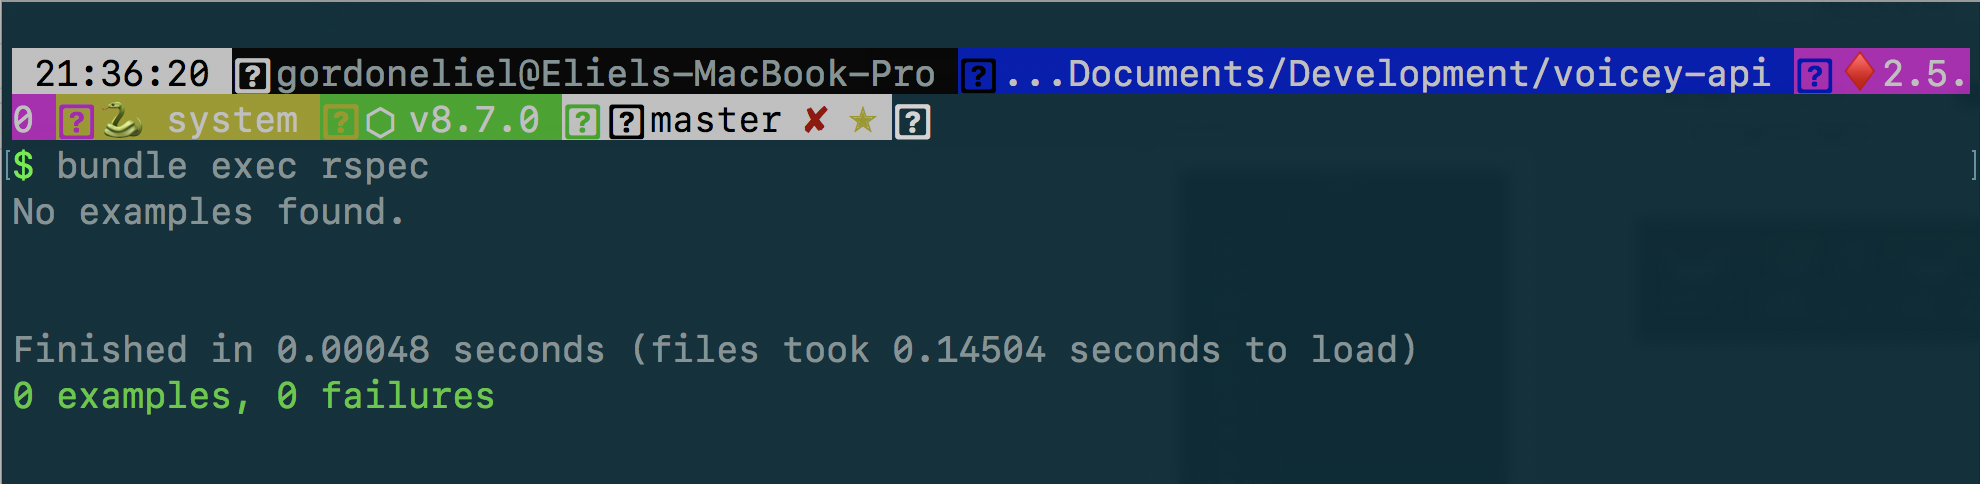 21:36:20 gordoneliel@Eliels-MacBook-Pro ...Documents/Development/voicey-api 2.5.
0 system v8.7.0 master ✘ ★
$ bundle exec rspec
No examples found.
Finished in 0.00048 seconds (files took 0.14504 seconds to load)
0 examples, 0 failures